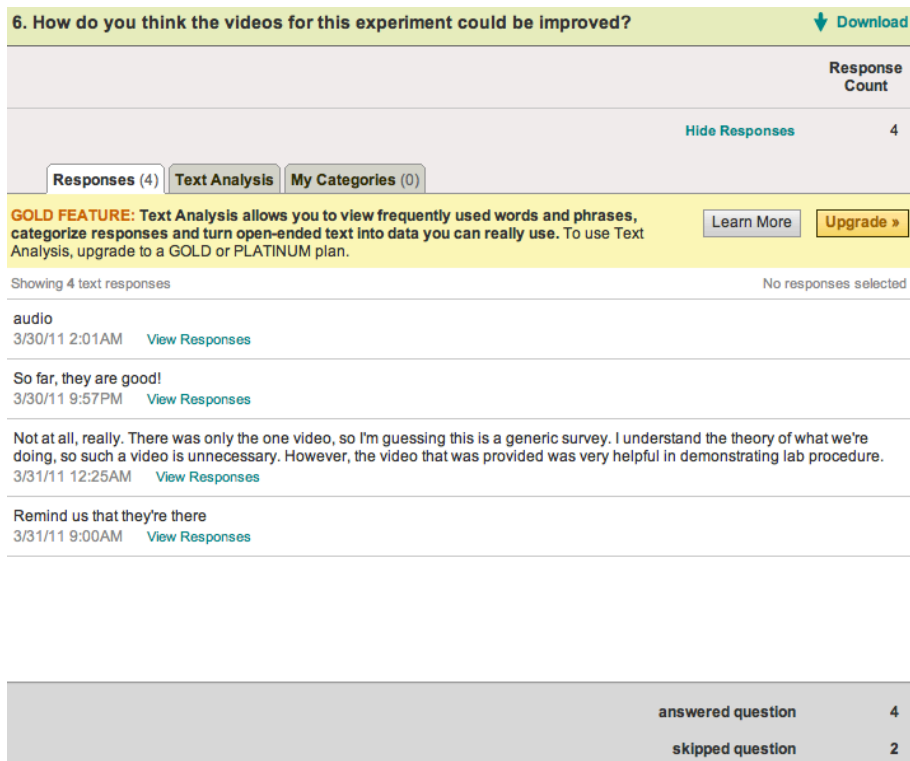 6. How do you think the videos for this experiment could be improved?
Download
Response
Count
Hide Responses 4
Responses (4) Text Analysis My Categories (0)
GOLD FEATURE: Text Analysis allows you to view frequently used words and phrases,
categorize responses and turn open-ended text into data you can really use. To use Text
Analysis, upgrade to a GOLD or PLATINUM plan.
Learn More Upgrade »
Showing 4 text responses No responses selected
audio
3/30/11 2:01AM View Responses
So far, they are good!
3/30/11 9:57PM View Responses
Not at all, really. There was only the one video, so I'm guessing this is a generic survey. I understand the theory of what we're
doing, so such a video is unnecessary. However, the video that was provided was very helpful in demonstrating lab procedure.
3/31/11 12:25AM View Responses
Remind us that they're there
3/31/11 9:00AM View Responses
answered question 4
skipped question 2